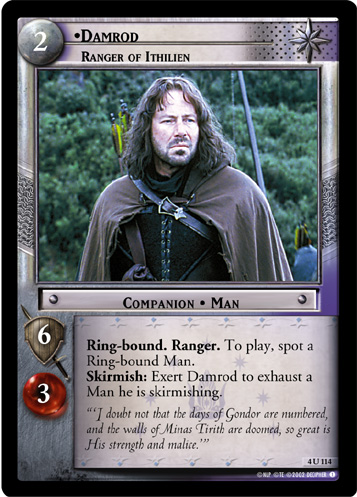 2
•Damrod
Ranger of Ithilien
Companion • Man
6
3
Ring-bound. Ranger. To play, spot a
Ring-bound Man.
Skirmish: Exert Damrod to exhaust a
Man he is skirmishing.
“‘I doubt not that the days of Gondor are numbered,
and the walls of Minas Tirith are doomed, so great is
His strength and malice.’”
4 U 114
© NLP ™ TE. © 2002 DECIPHER